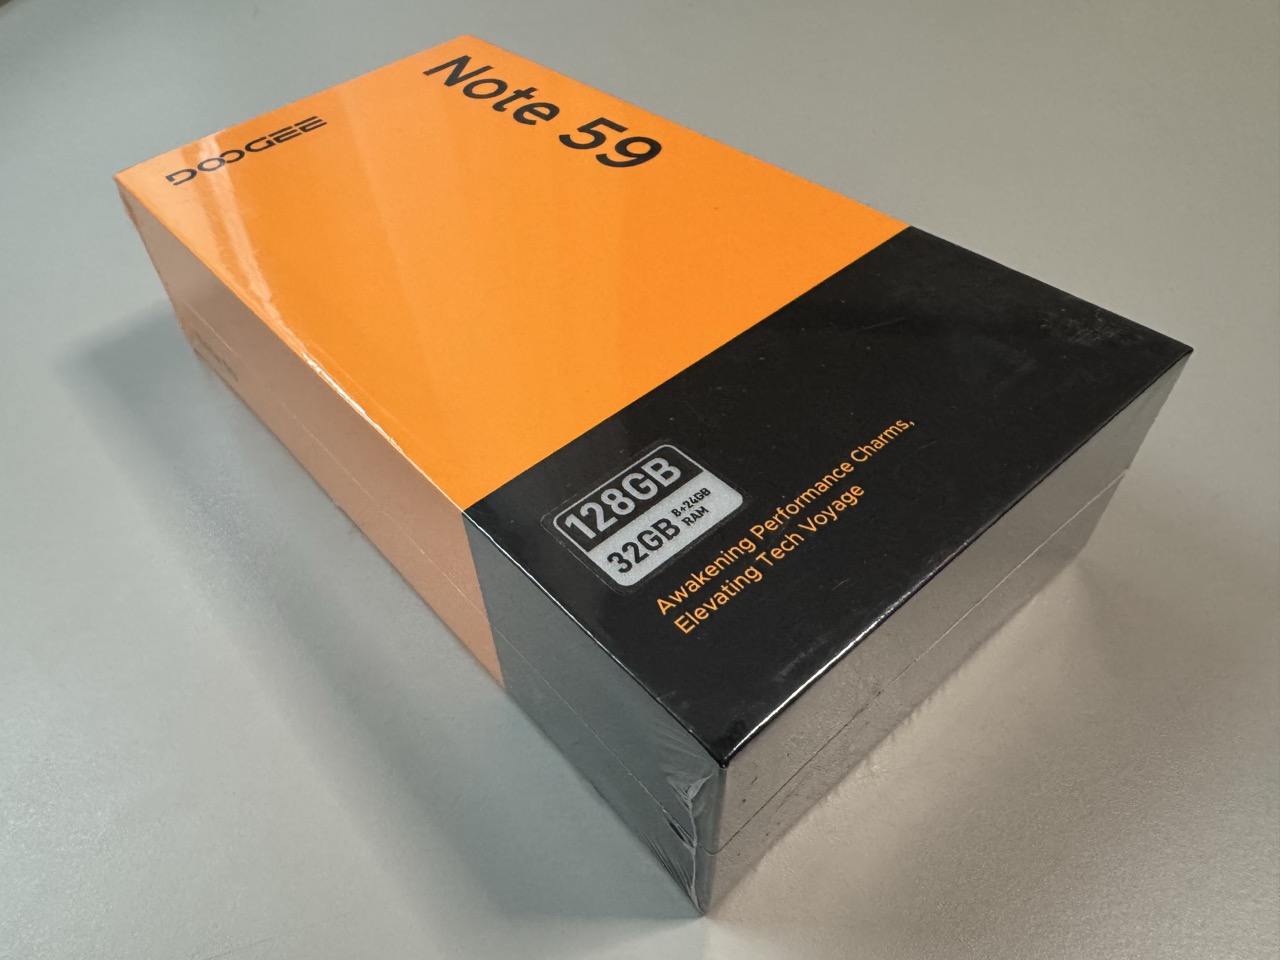 DOOGEE
Note 59
128GB
32GB 8+24GB RAM
Awakening Performance Charms,
Elevating Tech Voyage